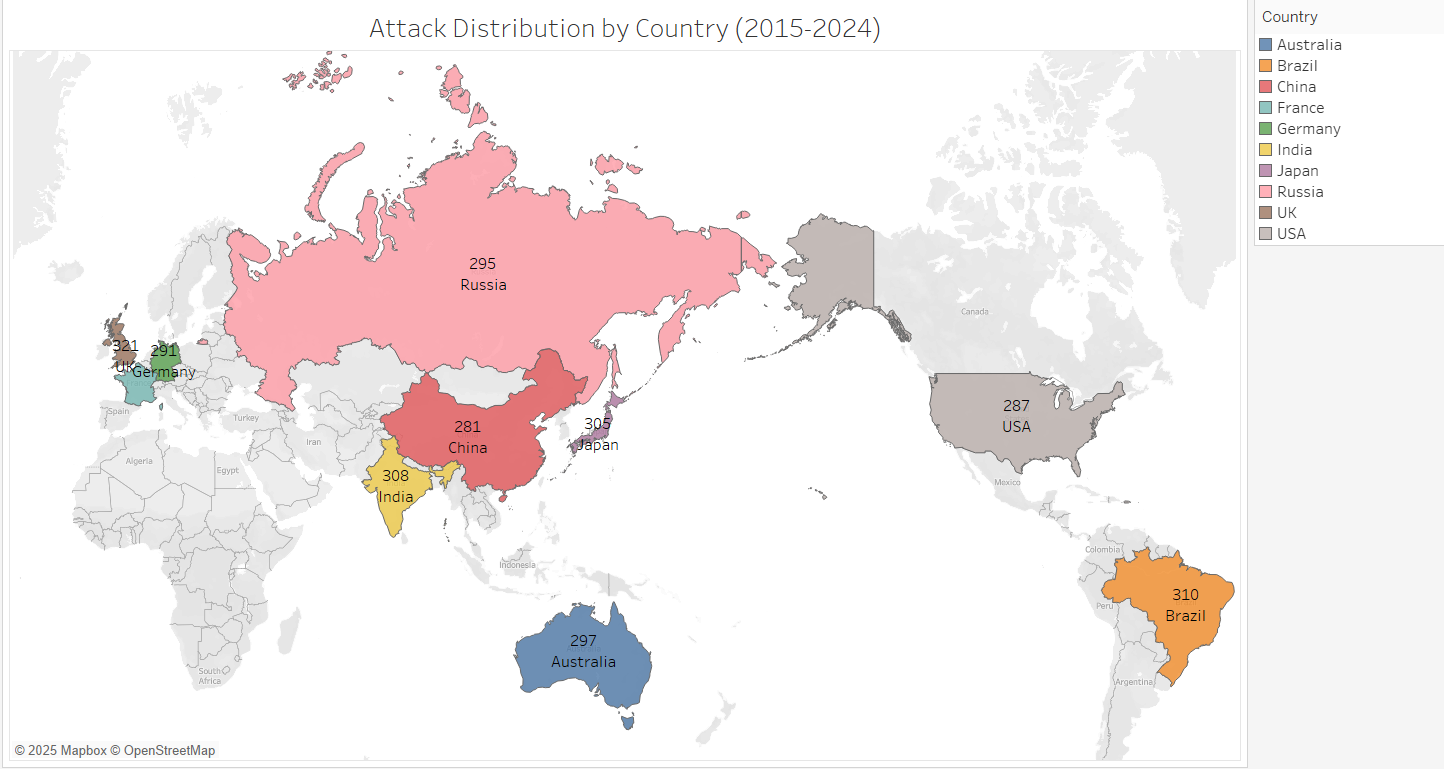 Attack Distribution by Country (2015-2024)
Country
Australia
Brazil
China
France
Germany
India
Japan
Russia
UK
USA
295
Russia
Canada
321
UK
291
Germany
Spain
Turkey
Iran
Algeria
Egypt
281
China
305
Japan
308
India
287
USA
Mexico
Colombia
Indonesia
310
Brazil
Peru
297
Australia
South
Africa
Argentina
© 2025 Mapbox © OpenStreetMap